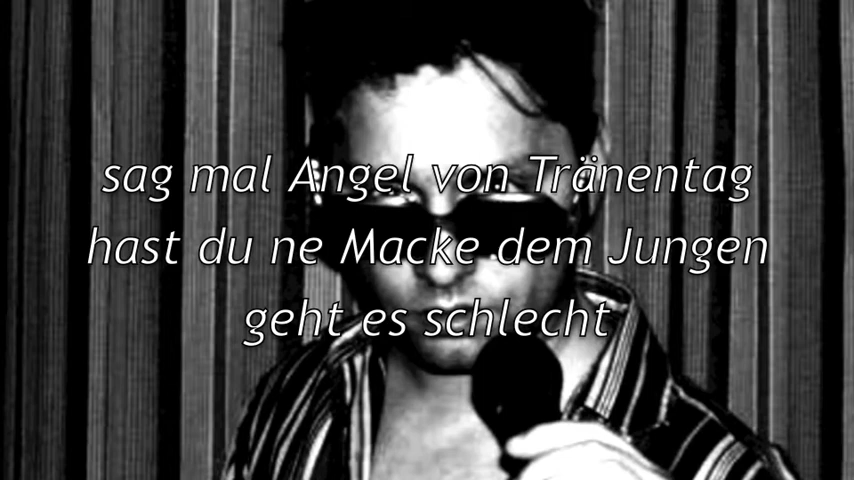 sag mal Angel von Tränentag
hast du ne Macke dem Jungen
geht es schlecht